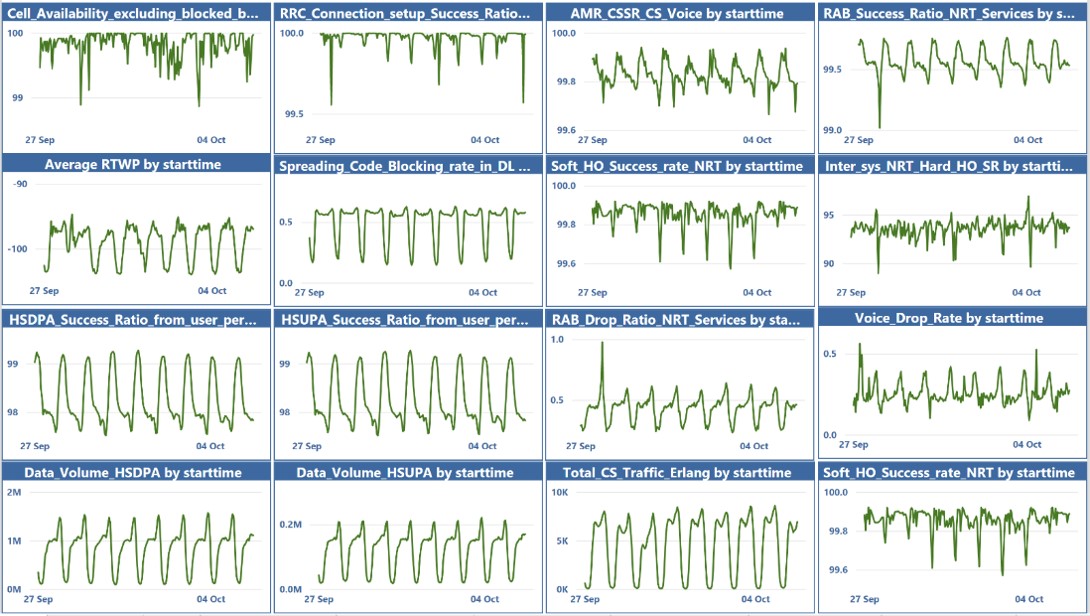 Cell_Availability_excluding_blocked_b...
100
99
27 Sep 04 Oct
RRC_Connection_setup_Success_Ratio...
100.0
99.5
27 Sep 04 Oct
AMR_CSSR_CS_Voice by starttime
100.0
99.8
99.6
27 Sep 04 Oct
RAB_Success_Ratio_NRT_Services by s...
99.5
99.0
27 Sep 04 Oct
Average RTWP by starttime
-90
-100
27 Sep 04 Oct
Spreading_Code_Blocking_rate_in_DL ...
0.5
0.0
27 Sep 04 Oct
Soft_HO_Success_rate_NRT by starttime
100.0
99.8
99.6
27 Sep 04 Oct
Inter_sys_NRT_Hard_HO_SR by startti...
95
90
27 Sep 04 Oct
HSDPA_Success_Ratio_from_user_per...
99
98
27 Sep 04 Oct
HSUPA_Success_Ratio_from_user_per...
99
98
27 Sep 04 Oct
RAB_Drop_Ratio_NRT_Services by sta...
1.0
0.5
27 Sep 04 Oct
Voice_Drop_Rate by starttime
0.5
0.0
27 Sep 04 Oct
Data_Volume_HSDPA by starttime
2M
1M
0M
27 Sep 04 Oct
Data_Volume_HSUPA by starttime
0.2M
0.0M
27 Sep 04 Oct
Total_CS_Traffic_Erlang by starttime
10K
5K
0K
27 Sep 04 Oct
Soft_HO_Success_rate_NRT by starttime
100.0
99.8
99.6
27 Sep 04 Oct